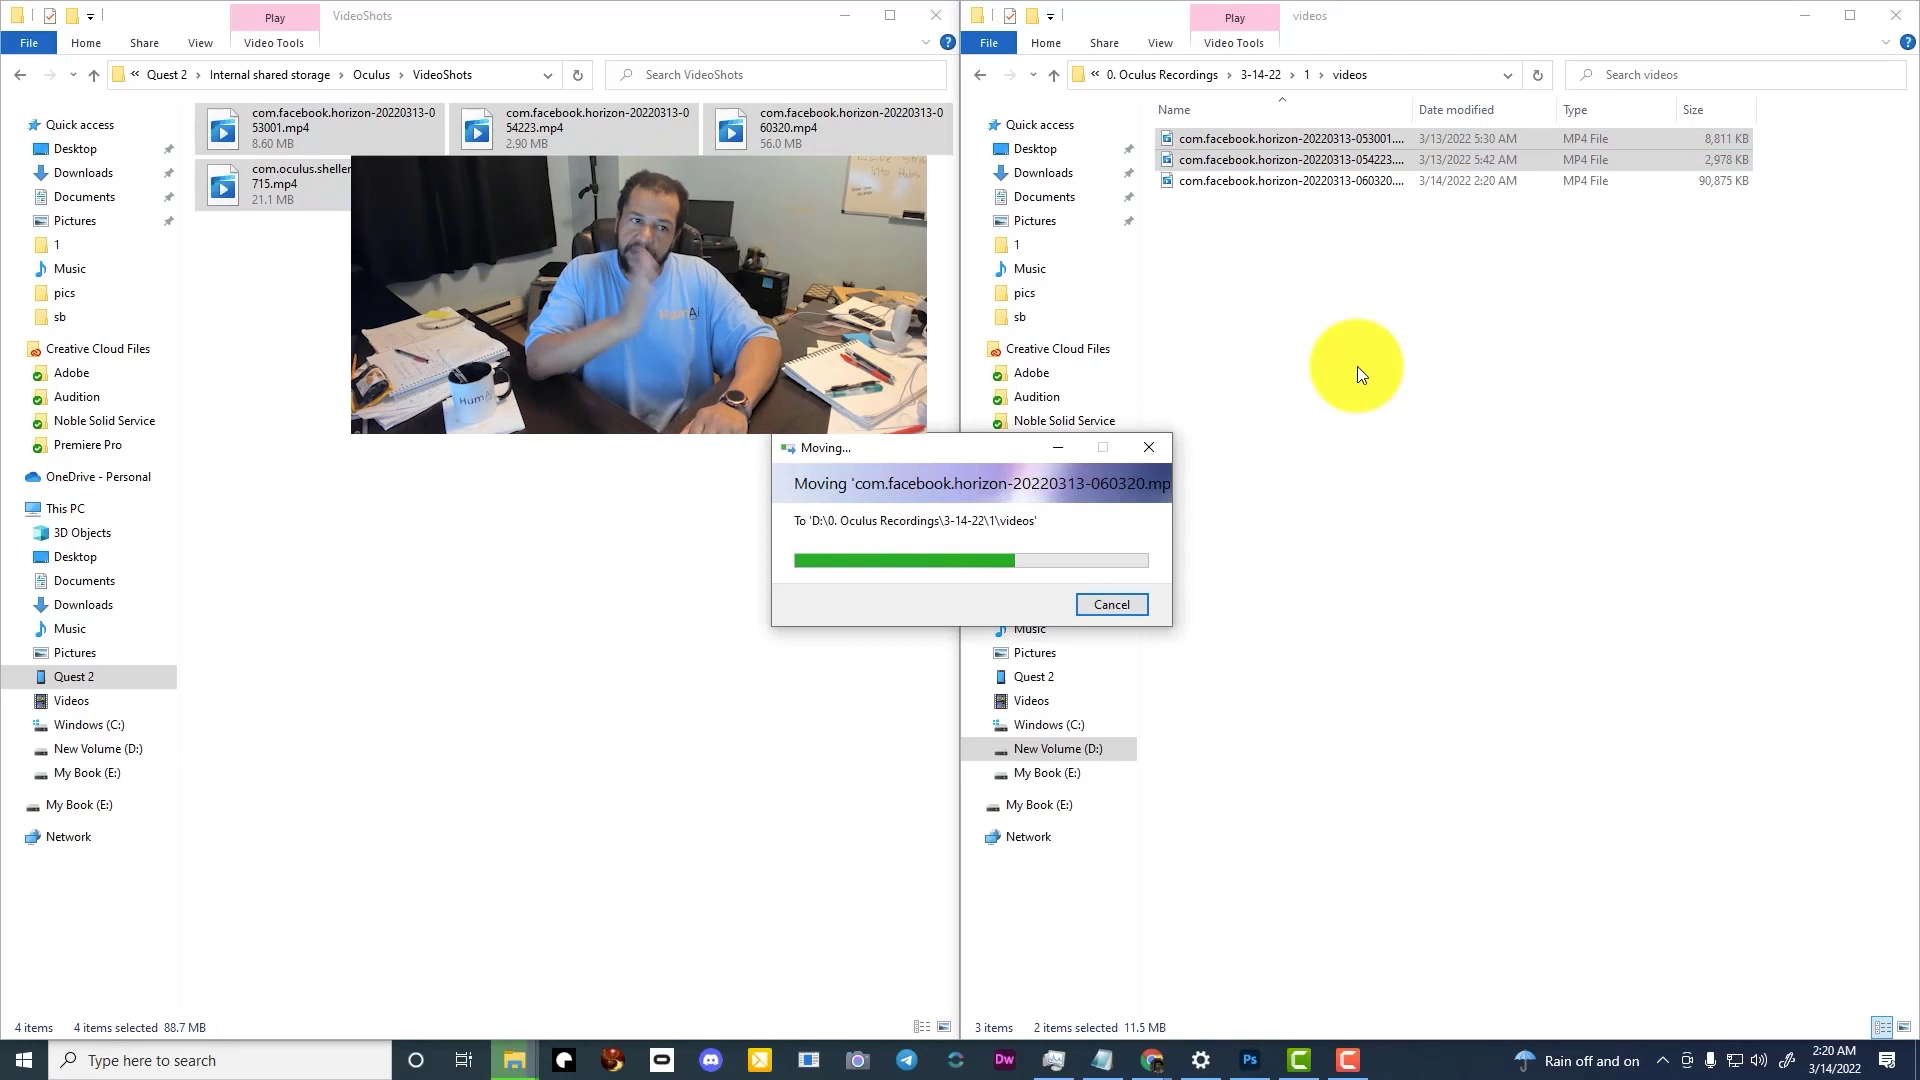 Play
VideoShots
File
Home
Share
View
Video Tools
« Quest 2 › Internal shared storage › Oculus › VideoShots
Search VideoShots
Quick access
Desktop
Downloads
Documents
Pictures
1
Music
pics
sb
Creative Cloud Files
Adobe
Audition
Noble Solid Service
Premiere Pro
OneDrive - Personal
This PC
3D Objects
Desktop
Documents
Downloads
Music
Pictures
Quest 2
Videos
Windows (C:)
New Volume (D:)
My Book (E:)
My Book (E:)
Network
com.facebook.horizon-20220313-0
53001.mp4
8.60 MB
com.facebook.horizon-20220313-0
54223.mp4
2.90 MB
com.facebook.horizon-20220313-0
60320.mp4
56.0 MB
com.oculus.sheller
715.mp4
21.1 MB
into Hubs
HumAi
HumA
4 items
4 items selected 88.7 MB
Play
videos
File
Home
Share
View
Video Tools
« 0. Oculus Recordings › 3-14-22 › 1 › videos
Search videos
Quick access
Desktop
Downloads
Documents
Pictures
1
Music
pics
sb
Creative Cloud Files
Adobe
Audition
Noble Solid Service
Music
Pictures
Quest 2
Videos
Windows (C:)
New Volume (D:)
My Book (E:)
My Book (E:)
Network
Name Date modified Type Size
com.facebook.horizon-20220313-053001.... 3/13/2022 5:30 AM MP4 File 8,811 KB
com.facebook.horizon-20220313-054223.... 3/13/2022 5:42 AM MP4 File 2,978 KB
com.facebook.horizon-20220313-060320.... 3/14/2022 2:20 AM MP4 File 90,875 KB
Moving...
Moving 'com.facebook.horizon-20220313-060320.mp
To 'D:\0. Oculus Recordings\3-14-22\1\videos'
Cancel
3 items
2 items selected 11.5 MB
Type here to search
Dw
Ps
Rain off and on
2:20 AM
3/14/2022